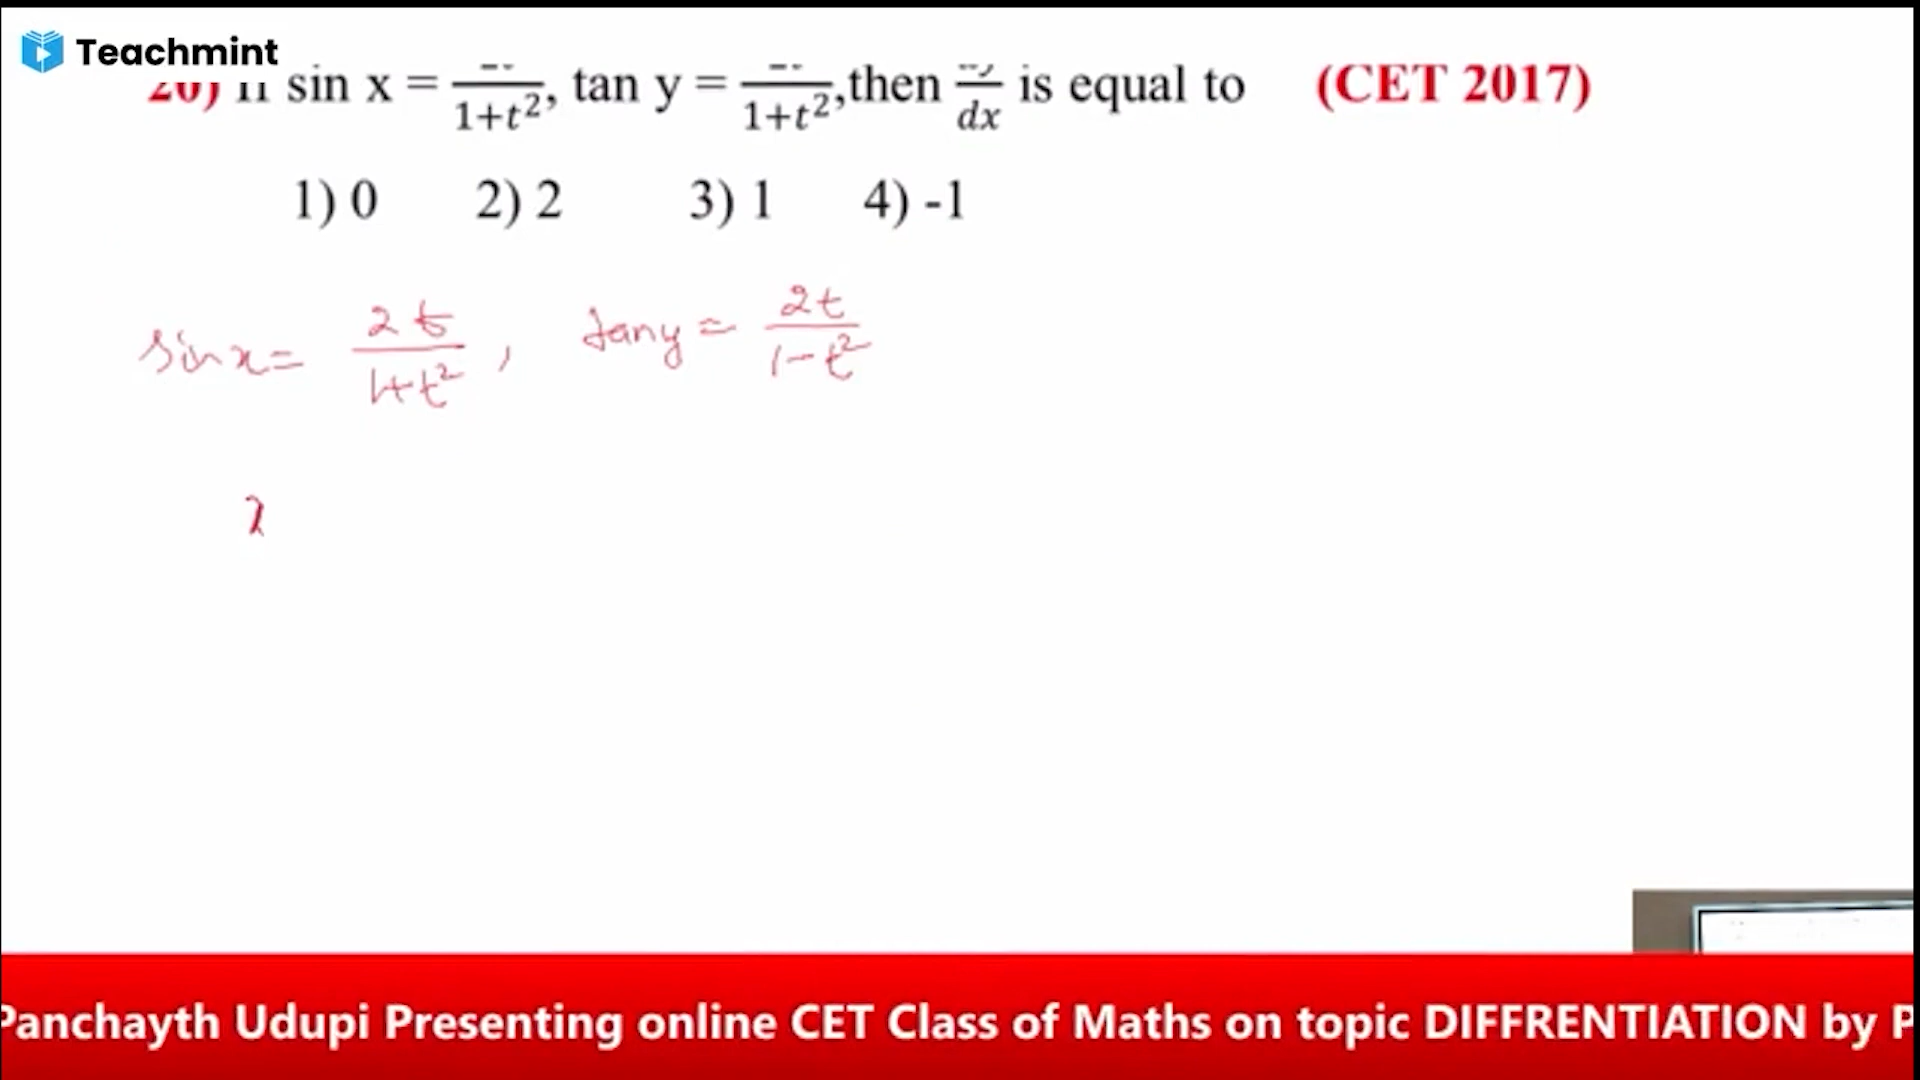 Teachmint
20) If sin x = —/1+t², tan y = —/1+t², then —/dx is equal to (CET 2017)
1) 0 2) 2 3) 1 4) -1
sin x = 2t/1+t², tan y = 2t/1-t²
x
Panchayth Udupi Presenting online CET Class of Maths on topic DIFFRENTIATION by P